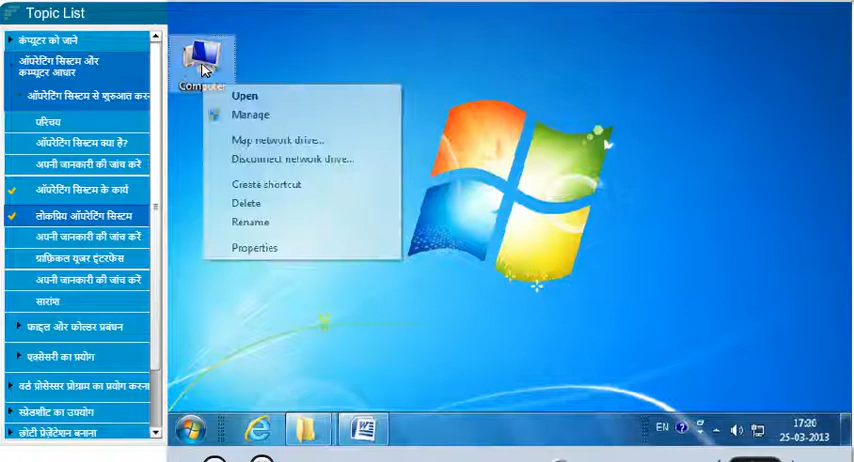 Topic List
कंप्यूटर को जाने
ऑपरेटिंग सिस्टम और
कम्प्यूटर आधार
ऑपरेटिंग सिस्टम से शुरुआत कर
परिचय
ऑपरेटिंग सिस्टम क्या है?
अपनी जानकारी की जांच करें
ऑपरेटिंग सिस्टम के कार्य
लोकप्रिय ऑपरेटिंग सिस्टम
अपनी जानकारी की जांच करें
ग्राफ़िकल यूजर इंटरफेस
अपनी जानकारी की जांच करें
सारांश
फाइल और फोल्डर प्रबंधन
एक्सेसरी का प्रयोग
वर्ड प्रोसेसर प्रोग्राम का प्रयोग करना
स्प्रेडशीट का उपयोग
छोटी प्रेज़ेंटेशन बनाना
Computer
Open
Manage
Map network drive...
Disconnect network drive...
Create shortcut
Delete
Rename
Properties
EN
17:20
25-03-2013